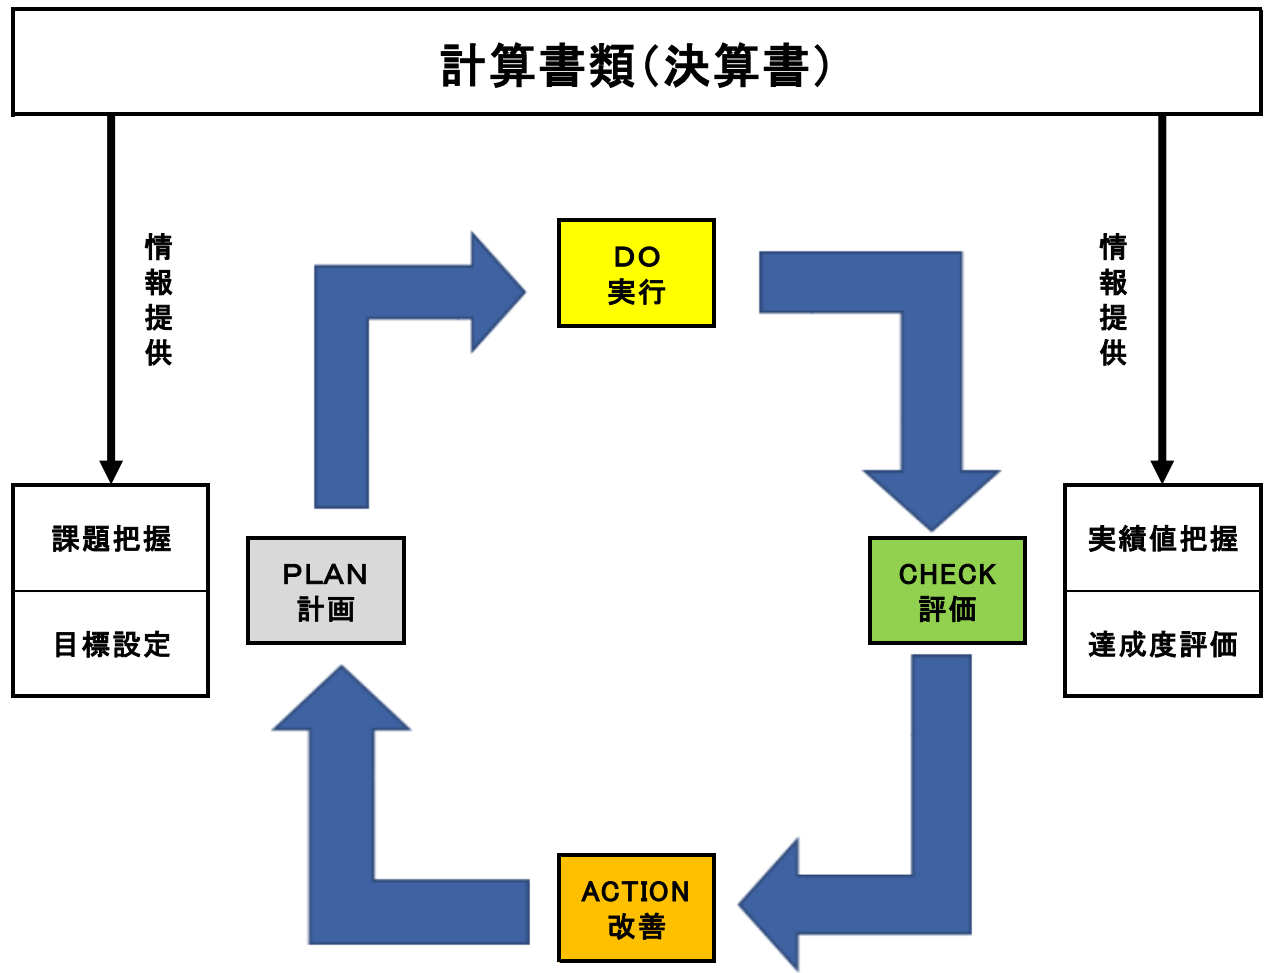 計算書類（決算書）
情報提供
情報提供
ＤＯ
実行
課題把握
目標設定
ＰＬＡＮ
計画
ＣＨＥＣＫ
評価
実績値把握
達成度評価
ＡＣＴＩＯＮ
改善